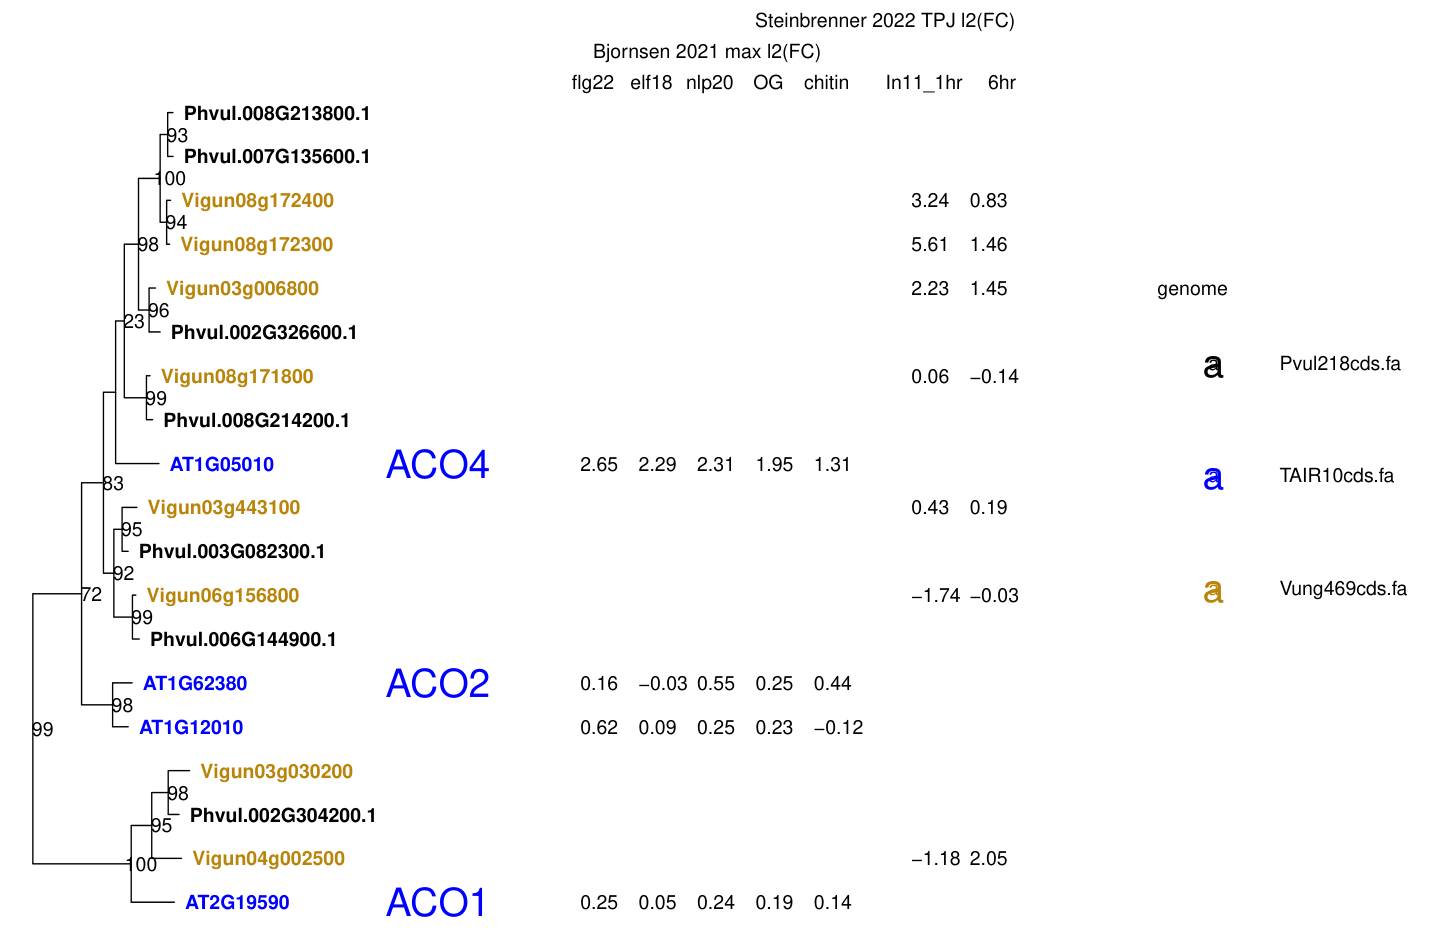 Steinbrenner 2022 TPJ l2(FC)
Bjornsen 2021 max l2(FC)
flg22 elf18 nlp20 OG chitin In11_1hr 6hr
Phvul.008G213800.1
93
Phvul.007G135600.1
100
Vigun08g172400 3.24 0.83
94
Vigun08g172300 5.61 1.46
98
Vigun03g006800 2.23 1.45
genome
96
23
Phvul.002G326600.1
Pvul218cds.fa
a
Vigun08g171800 0.06 −0.14
99
Phvul.008G214200.1
AT1G05010 ACO4 2.65 2.29 2.31 1.95 1.31
a TAIR10cds.fa
83
Vigun03g443100 0.43 0.19
95
Phvul.003G082300.1
92
a Vung469cds.fa
72
Vigun06g156800 −1.74 −0.03
99
Phvul.006G144900.1
AT1G62380 ACO2 0.16 −0.03 0.55 0.25 0.44
98
AT1G12010 0.62 0.09 0.25 0.23 −0.12
99
Vigun03g030200
98
Phvul.002G304200.1
95
Vigun04g002500 −1.18 2.05
100
AT2G19590 ACO1 0.25 0.05 0.24 0.19 0.14